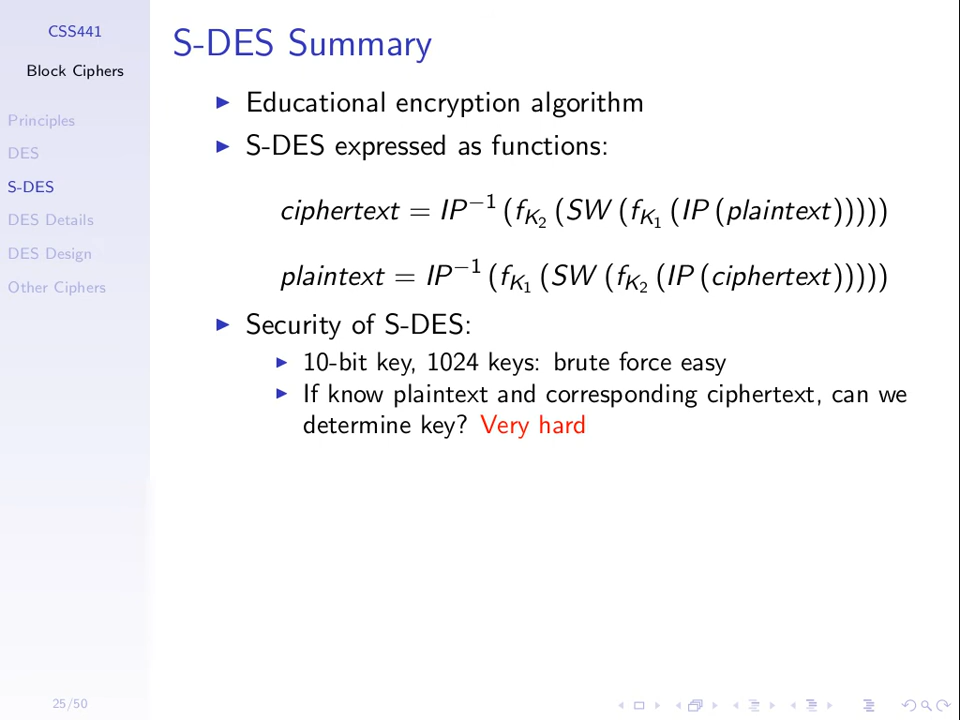 CSS441
Block Ciphers
Principles
DES
S-DES
DES Details
DES Design
Other Ciphers
25/50
S-DES Summary
▶ Educational encryption algorithm
▶ S-DES expressed as functions:
ciphertext = IP⁻¹ (f_K₂ (SW (f_K₁ (IP (plaintext)))))
plaintext = IP⁻¹ (f_K₁ (SW (f_K₂ (IP (ciphertext)))))
▶ Security of S-DES:
▶ 10-bit key, 1024 keys: brute force easy
▶ If know plaintext and corresponding ciphertext, can we
determine key? Very hard